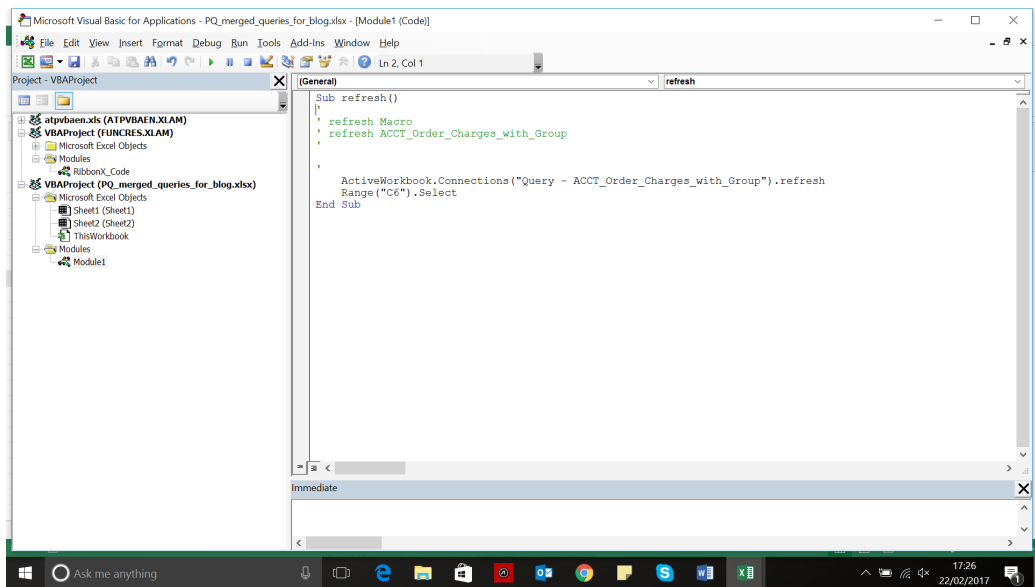 Microsoft Visual Basic for Applications - PQ_merged_queries_for_blog.xlsx - [Module1 (Code)]
File Edit View Insert Format Debug Run Tools Add-Ins Window Help
Ln 2, Col 1
Project - VBAProject
atpvbaen.xls (ATPVBAEN.XLAM)
VBAProject (FUNCRES.XLAM)
Microsoft Excel Objects
Modules
RibbonX_Code
VBAProject (PQ_merged_queries_for_blog.xlsx)
Microsoft Excel Objects
Sheet1 (Sheet1)
Sheet2 (Sheet2)
ThisWorkbook
Modules
Module1
(General)
refresh
Sub refresh()
'
' refresh Macro
' refresh ACCT_Order_Charges_with_Group
'
'
ActiveWorkbook.Connections("Query - ACCT_Order_Charges_with_Group").refresh
Range("C6").Select
End Sub
Immediate
Ask me anything
17:26
22/02/2017